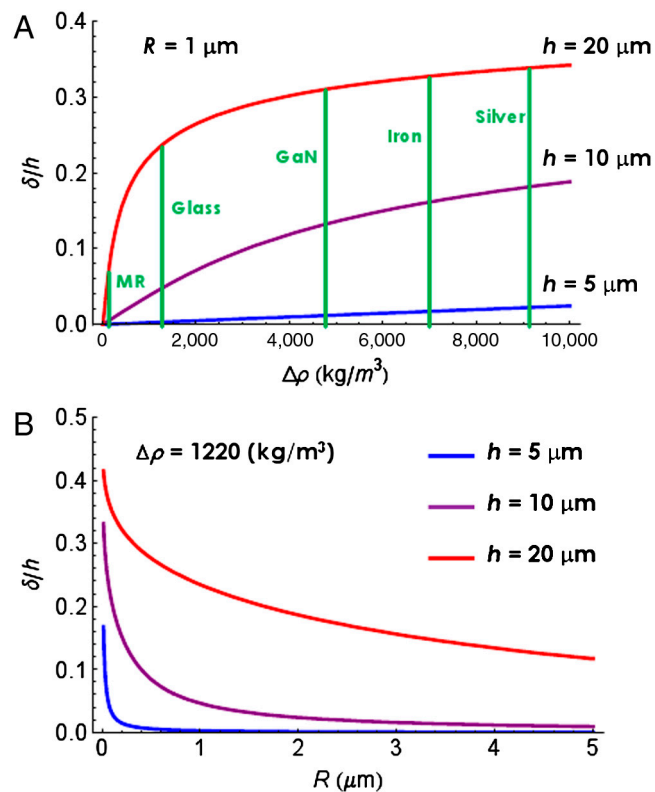 A
R = 1 μm
h = 20 μm
h = 10 μm
h = 5 μm
MR
Glass
GaN
Iron
Silver
δ/h
0.4
0.3
0.2
0.1
0.0
0
2,000
4,000
6,000
8,000
10,000
Δρ (kg/m³)
B
Δρ = 1220 (kg/m³)
h = 5 μm
h = 10 μm
h = 20 μm
δ/h
0.5
0.4
0.3
0.2
0.1
0.0
0
1
2
3
4
5
R (μm)